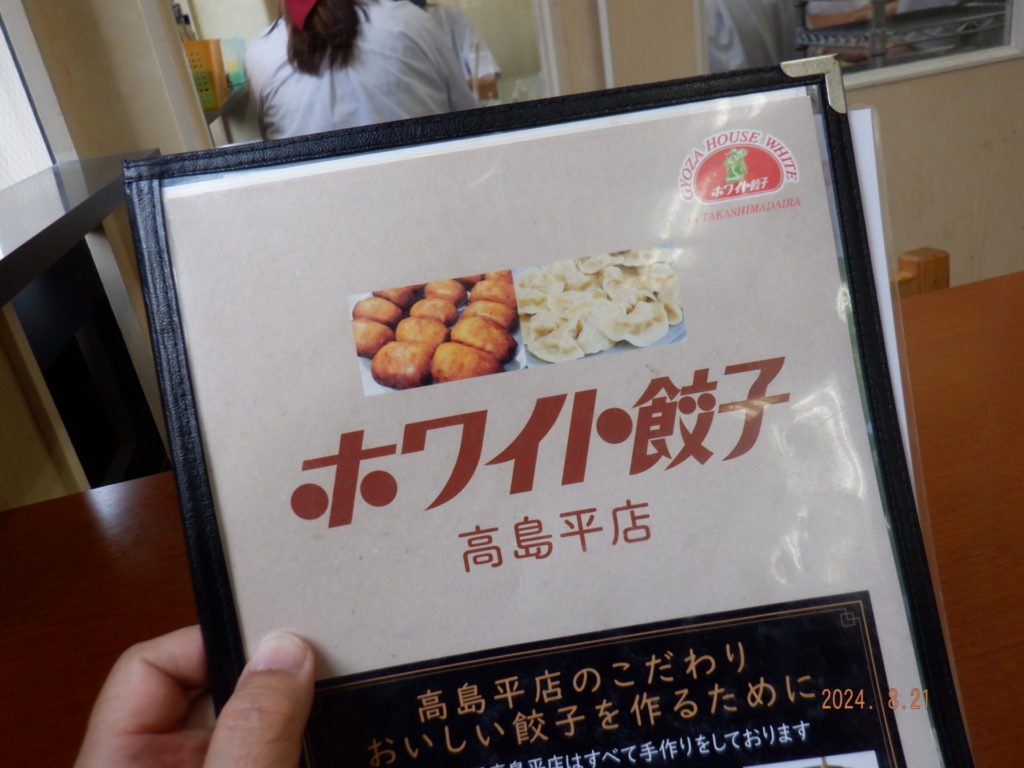 GYOZA HOUSE WHITE
ホワイト餃子
in TAKASHIMADAIRA
ホワイト餃子
高島平店
高島平店のこだわり
おいしい餃子を作るために
高島平店はすべて手作りをしております
2024. 8.21